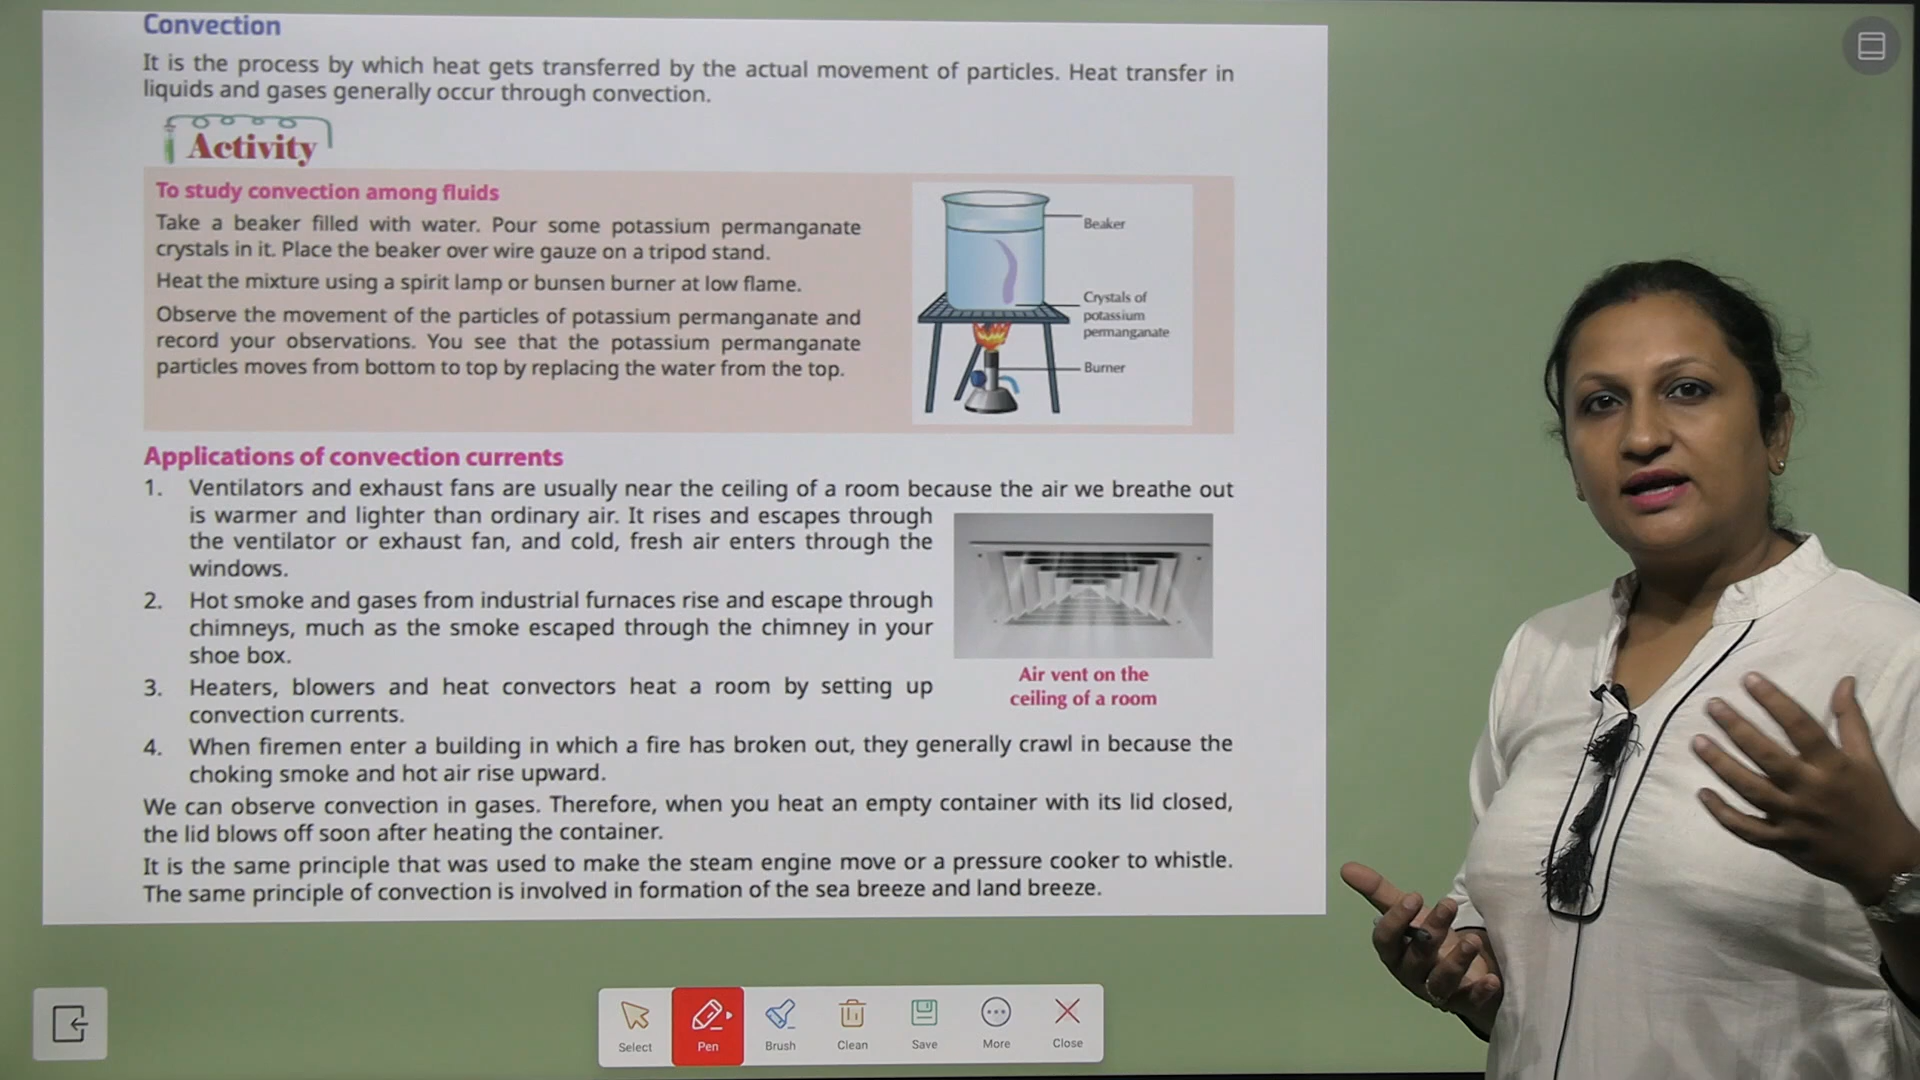 Convection
It is the process by which heat gets transferred by the actual movement of particles. Heat transfer in
liquids and gases generally occur through convection.
Activity
To study convection among fluids
Take a beaker filled with water. Pour some potassium permanganate
crystals in it. Place the beaker over wire gauze on a tripod stand.
Heat the mixture using a spirit lamp or bunsen burner at low flame.
Observe the movement of the particles of potassium permanganate and
record your observations. You see that the potassium permanganate
particles moves from bottom to top by replacing the water from the top.
Beaker
Crystals of
potassium
permanganate
Burner
Applications of convection currents
1. Ventilators and exhaust fans are usually near the ceiling of a room because the air we breathe out
is warmer and lighter than ordinary air. It rises and escapes through
the ventilator or exhaust fan, and cold, fresh air enters through the
windows.
2. Hot smoke and gases from industrial furnaces rise and escape through
chimneys, much as the smoke escaped through the chimney in your
shoe box.
3. Heaters, blowers and heat convectors heat a room by setting up
convection currents.
Air vent on the
ceiling of a room
4. When firemen enter a building in which a fire has broken out, they generally crawl in because the
choking smoke and hot air rise upward.
We can observe convection in gases. Therefore, when you heat an empty container with its lid closed,
the lid blows off soon after heating the container.
It is the same principle that was used to make the steam engine move or a pressure cooker to whistle.
The same principle of convection is involved in formation of the sea breeze and land breeze.
Select
Pen
Brush
Clean
Save
More
Close